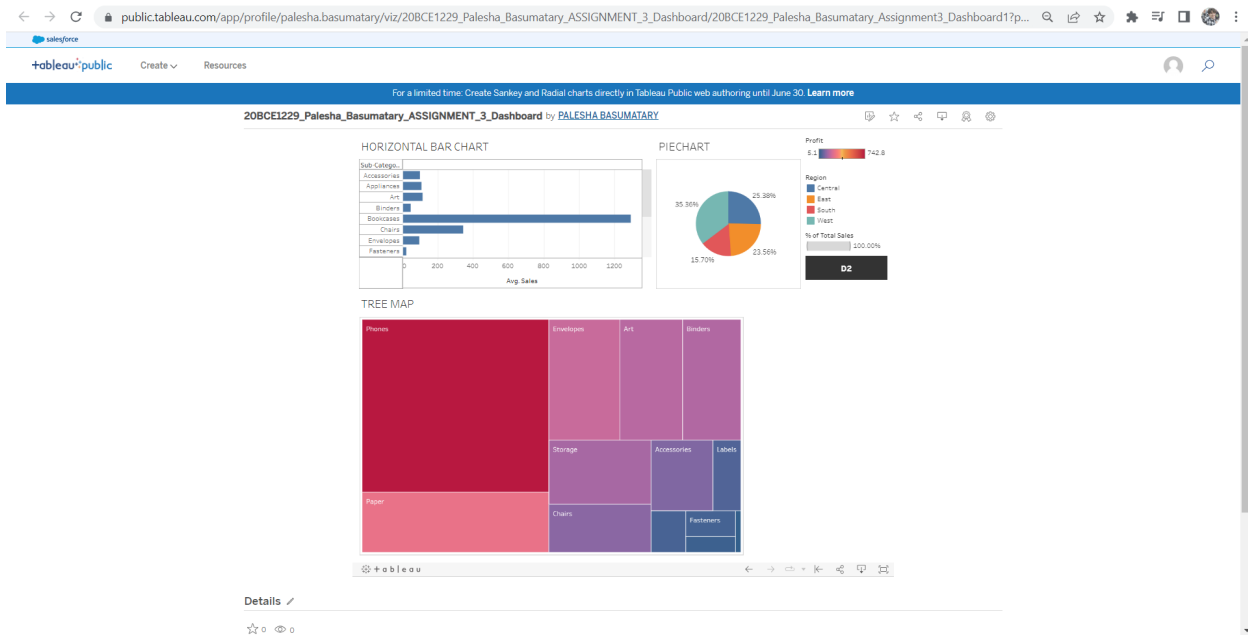 public.tableau.com/app/profile/palesha.basumatary/viz/20BCE1229_Palesha_Basumatary_ASSIGNMENT_3_Dashboard/20BCE1229_Palesha_Basumatary_Assignment3_Dashboard1?p...
salesforce
+ableau public Create Resources
For a limited time: Create Sankey and Radial charts directly in Tableau Public web authoring until June 30. Learn more
20BCE1229_Palesha_Basumatary_ASSIGNMENT_3_Dashboard by PALESHA BASUMATARY
HORIZONTAL BAR CHART
Sub-Catego..
Accessories
Appliances
Art
Binders
Bookcases
Chairs
Envelopes
Fasteners
0 200 400 600 800 1000 1200
Avg. Sales
PIECHART
25.38%
35.36%
23.56%
15.70%
Profit
5.1 742.8
Region
Central
East
South
West
% of Total Sales
100.00%
D2
TREE MAP
Phones Envelopes Art Binders
Storage Accessories Labels
Paper
Chairs Fasteners
+ableau
Details
0 0